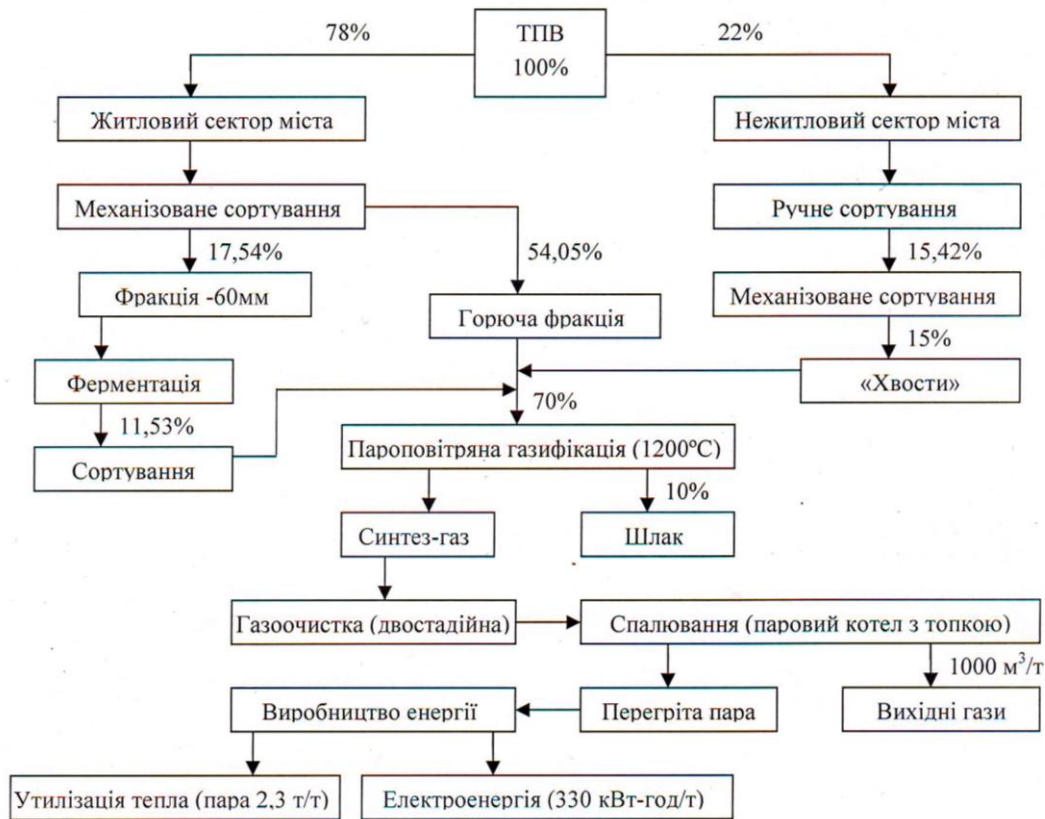 78%
ТПВ
100%
22%
Житловий сектор міста
Нежитловий сектор міста
Механізоване сортування
Ручне сортування
17,54%
54,05%
15,42%
Фракція -60мм
Горюча фракція
Механізоване сортування
15%
Ферментація
«Хвости»
70%
11,53%
Сортування
Пароповітряна газифікація (1200ºС)
10%
Синтез-газ
Шлак
Газоочистка (двостадійна)
Спалювання (паровий котел з топкою)
1000 м³/т
Виробництво енергії
Перегріта пара
Вихідні гази
Утилізація тепла (пара 2,3 т/т)
Електроенергія (330 кВт-год/т)